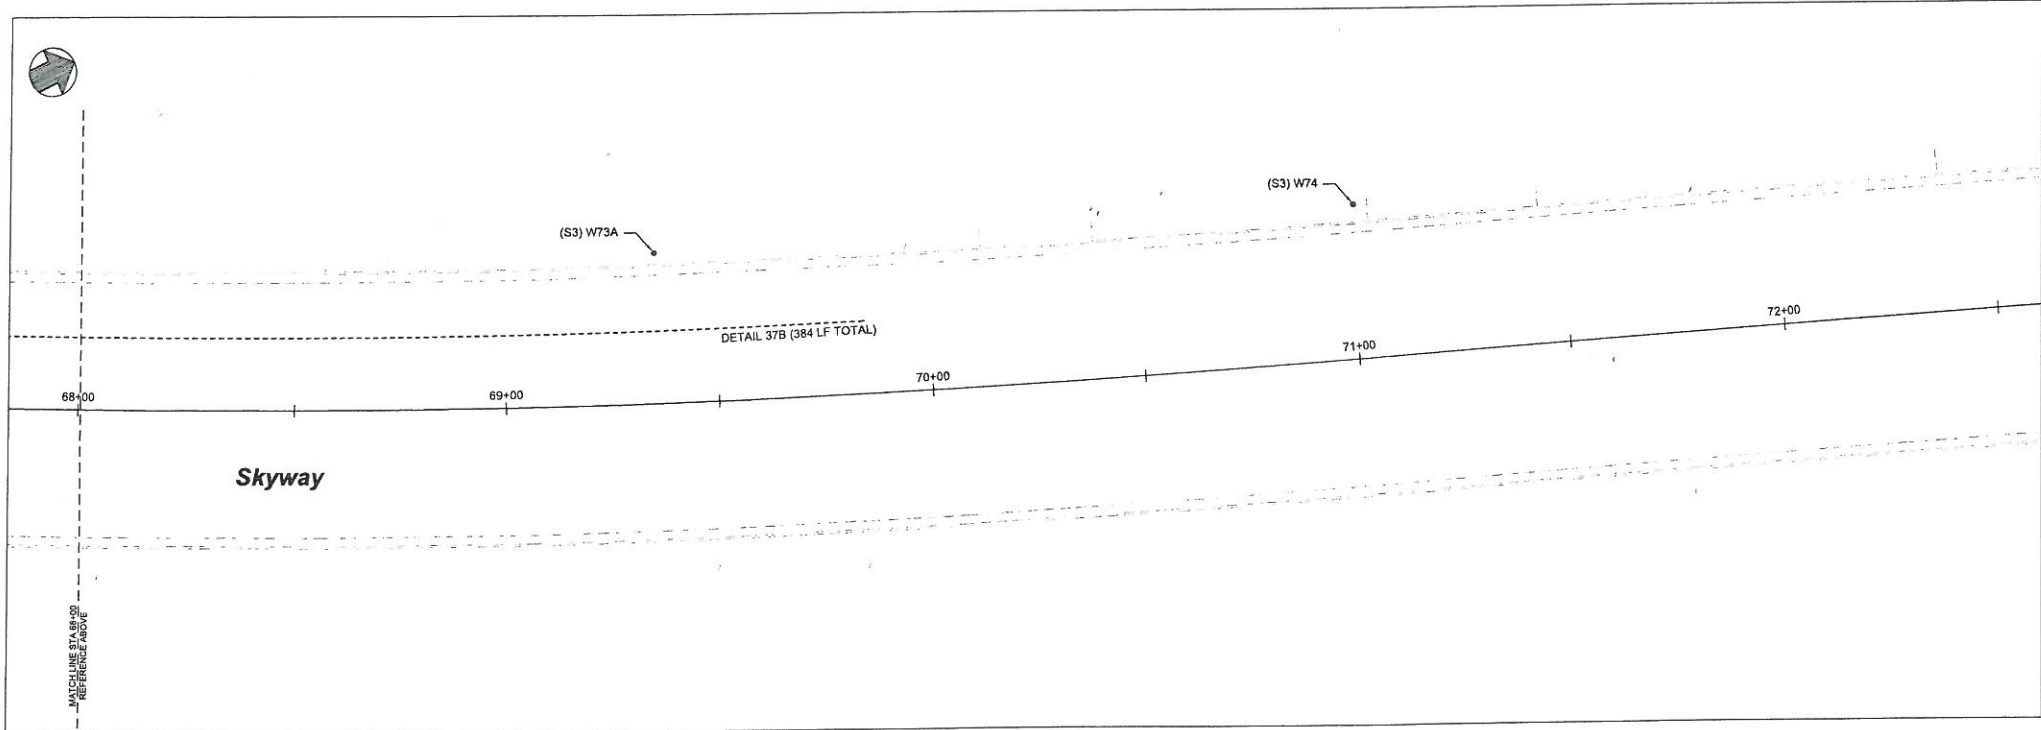 (S3) W74
(S3) W73A
DETAIL 37B (384 LF TOTAL)
72+00
71+00
70+00
69+00
68+00
Skyway
MATCH LINE STA 68+00
REFERENCE ABOVE